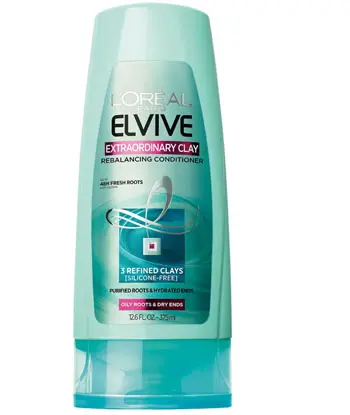 L'ORÉAL
PARIS
ELVIVE
EXTRAORDINARY CLAY
REBALANCING CONDITIONER
48H FRESH ROOTS
3 REFINED CLAYS
[SILICONE-FREE]
PURIFIED ROOTS & HYDRATED ENDS
OILY ROOTS & DRY ENDS
12.6 FL OZ - 375ml